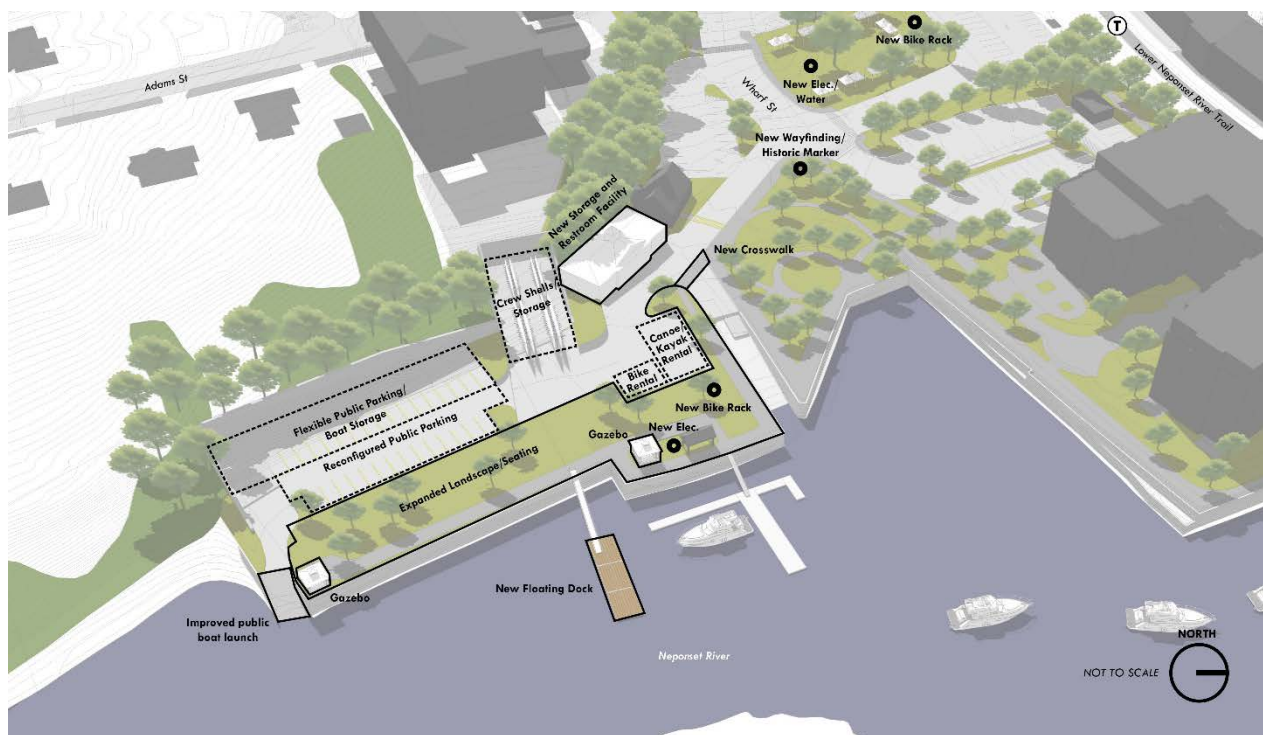 New Bike Rack
T
Adams St
New Elec./
Water
Wharf St
Lower Neponset River Trail
New Wayfinding/
Historic Marker
New Storage and
Restroom Facility
New Crosswalk
Crew Shells/
Storage
Canoe/
Kayak
Rental
Bike
Rental
New Bike Rack
Flexible Public Parking/
Boat Storage
Reconfigured Public Parking
Gazebo
New Elec.
Expanded Landscape/Seating
New Floating Dock
Gazebo
Improved public
boat launch
Neponset River
NORTH
NOT TO SCALE